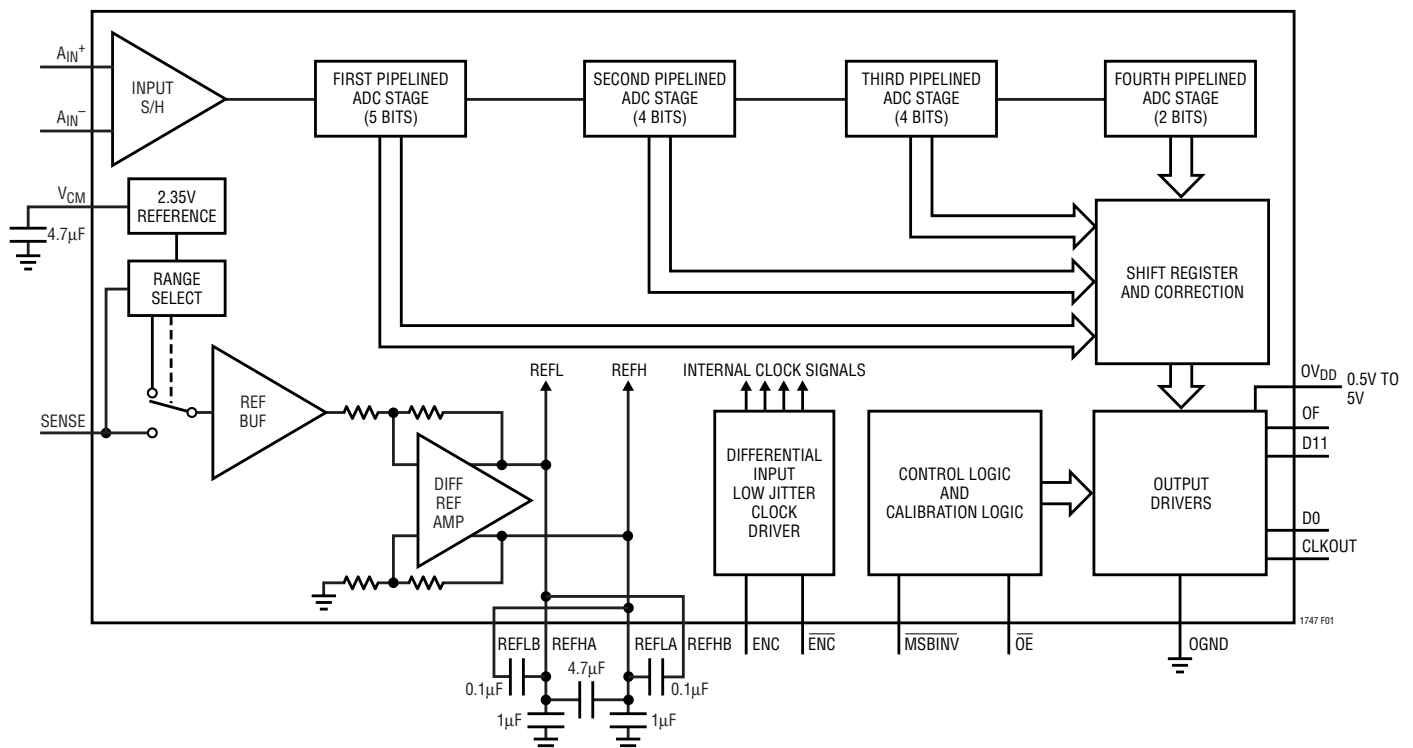 AIN+
AIN–
INPUT
S/H
FIRST PIPELINED
ADC STAGE
(5 BITS)
SECOND PIPELINED
ADC STAGE
(4 BITS)
THIRD PIPELINED
ADC STAGE
(4 BITS)
FOURTH PIPELINED
ADC STAGE
(2 BITS)
VCM
4.7µF
2.35V
REFERENCE
RANGE
SELECT
SHIFT REGISTER
AND CORRECTION
SENSE
REF
BUF
REFL
REFH
INTERNAL CLOCK SIGNALS
DIFF
REF
AMP
DIFFERENTIAL
INPUT
LOW JITTER
CLOCK
DRIVER
CONTROL LOGIC
AND
CALIBRATION LOGIC
OUTPUT
DRIVERS
OVDD
0.5V TO
5V
OF
D11
D0
CLKOUT
1747 F01
REFLB
REFHA
REFLA
REFHB
ENC
E̅N̅C̅
M̅S̅B̅I̅N̅V̅
O̅E̅
OGND
4.7µF
0.1µF
0.1µF
1µF
1µF